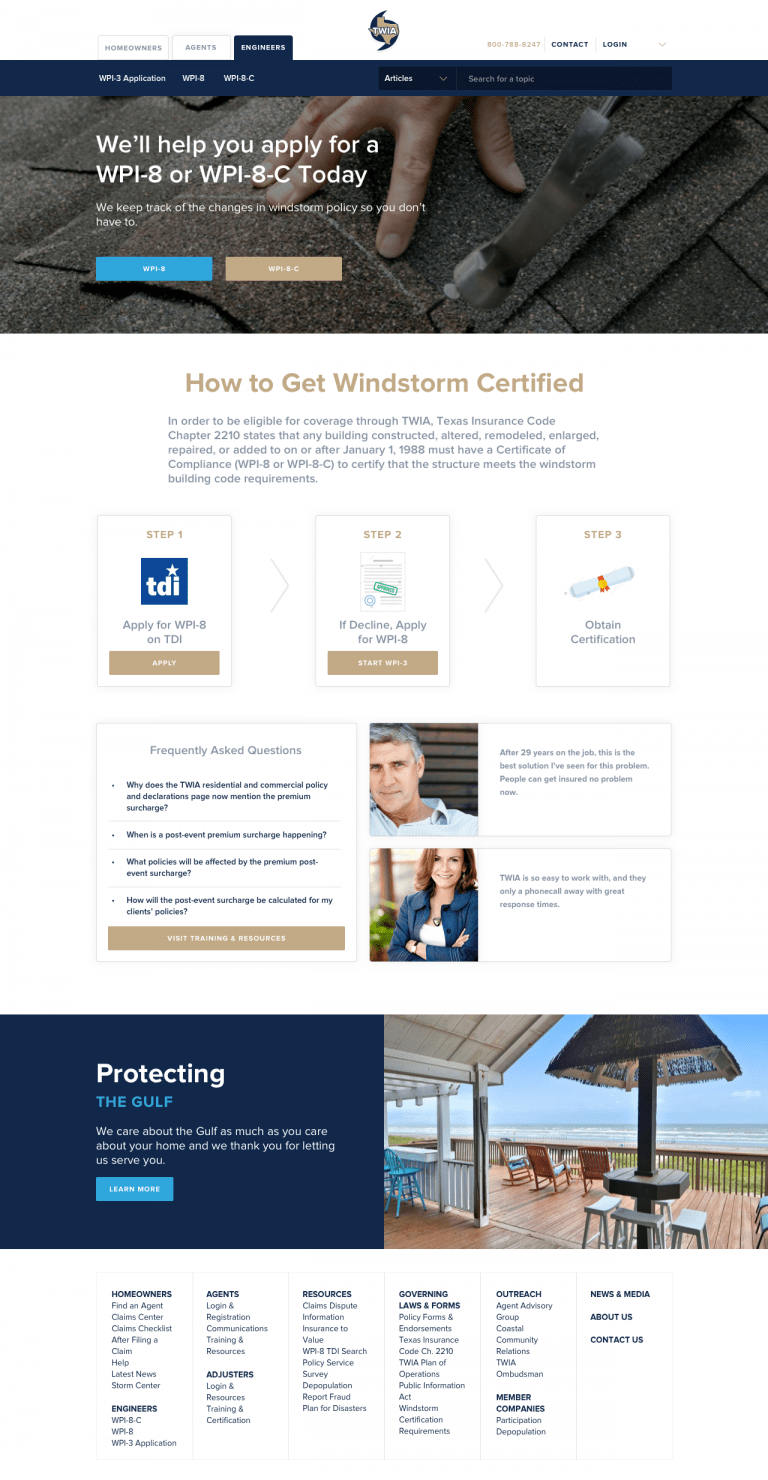 TWIA
HOMEOWNERS
AGENTS
ENGINEERS
800-788-8247
CONTACT
LOGIN
WPI-3 Application
WPI-8
WPI-8-C
Articles
Search for a topic
We'll help you apply for a
WPI-8 or WPI-8-C Today
We keep track of the changes in windstorm policy so you don't
have to.
WPI-8
WPI-8-C
How to Get Windstorm Certified
In order to be eligible for coverage through TWIA, Texas Insurance Code
Chapter 2210 states that any building constructed, altered, remodeled, enlarged,
repaired, or added to on or after January 1, 1988 must have a Certificate of
Compliance (WPI-8 or WPI-8-C) to certify that the structure meets the windstorm
building code requirements.
STEP 1
tdi
Apply for WPI-8
on TDI
APPLY
STEP 2
APPROVED
If Decline, Apply
for WPI-8
START WPI-3
STEP 3
Obtain
Certification
Frequently Asked Questions
• Why does the TWIA residential and commercial policy
and declarations page now mention the premium
surcharge?
• When is a post-event premium surcharge happening?
• What policies will be affected by the premium post-
event surcharge?
• How will the post-event surcharge be calculated for my
clients' policies?
VISIT TRAINING & RESOURCES
After 29 years on the job, this is the
best solution I've seen for this problem.
People can get insured no problem
now.
TWIA is so easy to work with, and they
only a phonecall away with great
response times.
Protecting
THE GULF
We care about the Gulf as much as you care
about your home and we thank you for letting
us serve you.
LEARN MORE
HOMEOWNERS
Find an Agent
Claims Center
Claims Checklist
After Filing a
Claim
Help
Latest News
Storm Center
ENGINEERS
WPI-8-C
WPI-8
WPI-3 Application
AGENTS
Login &
Registration
Communications
Training &
Resources
ADJUSTERS
Login &
Resources
Training &
Certification
RESOURCES
Claims Dispute
Information
Insurance to
Value
WPI-8 TDI Search
Policy Service
Survey
Depopulation
Report Fraud
Plan for Disasters
GOVERNING
LAWS & FORMS
Policy Forms &
Endorsements
Texas Insurance
Code Ch. 2210
TWIA Plan of
Operations
Public Information
Act
Windstorm
Certification
Requirements
OUTREACH
Agent Advisory
Group
Coastal
Community
Relations
TWIA
Ombudsman
MEMBER
COMPANIES
Participation
Depopulation
NEWS & MEDIA
ABOUT US
CONTACT US